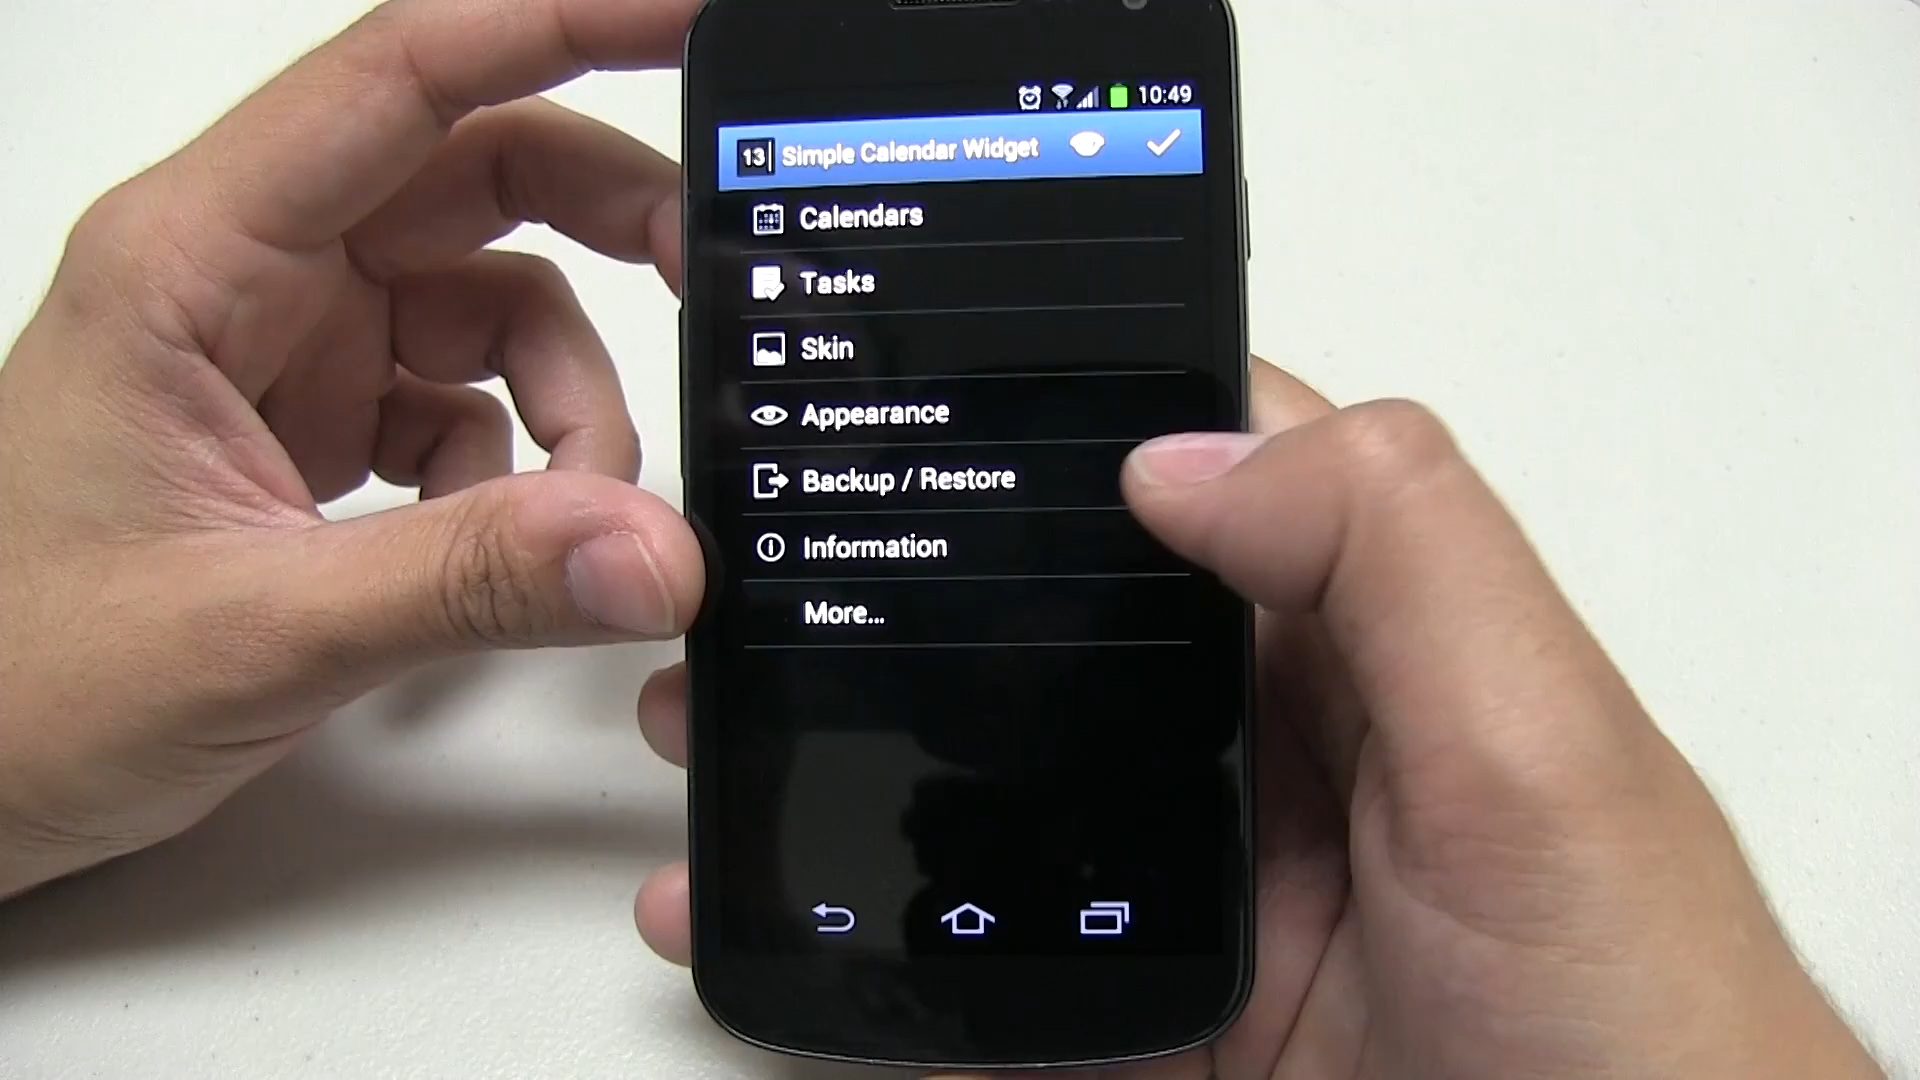 10:49
13 Simple Calendar Widget
Calendars
Tasks
Skin
Appearance
Backup / Restore
Information
More...